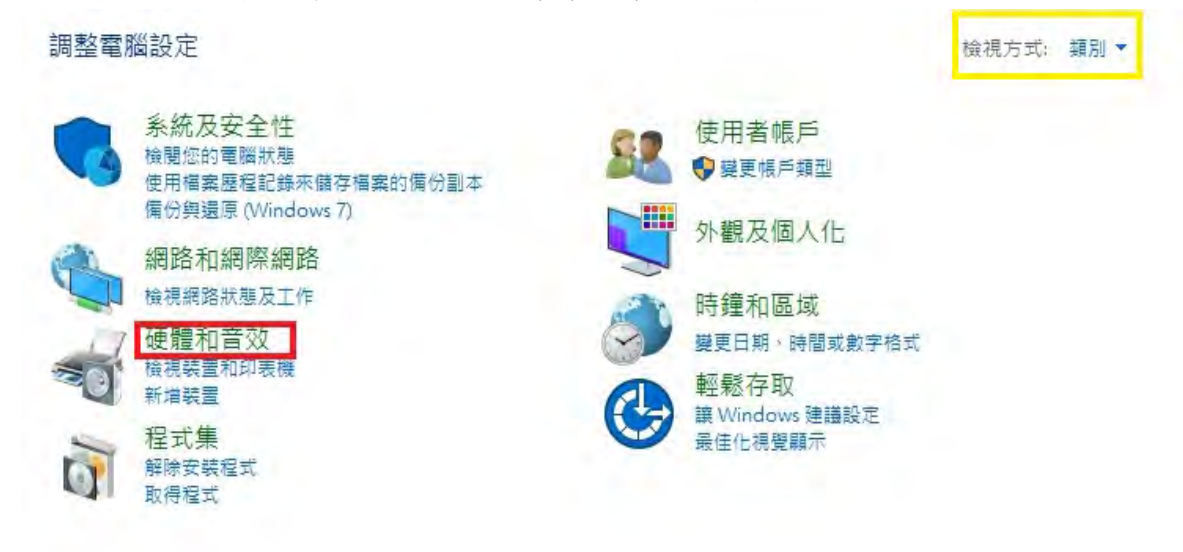 調整電腦設定
檢視方式: 類別
系統及安全性
檢閱您的電腦狀態
使用檔案歷程記錄來儲存檔案的備份副本
備份與還原 (Windows 7)
網路和網際網路
檢視網路狀態及工作
硬體和音效
檢視裝置和印表機
新增裝置
程式集
解除安裝程式
取得程式
使用者帳戶
變更帳戶類型
外觀及個人化
時鐘和區域
變更日期、時間或數字格式
輕鬆存取
讓 Windows 建議設定
最佳化視覺顯示